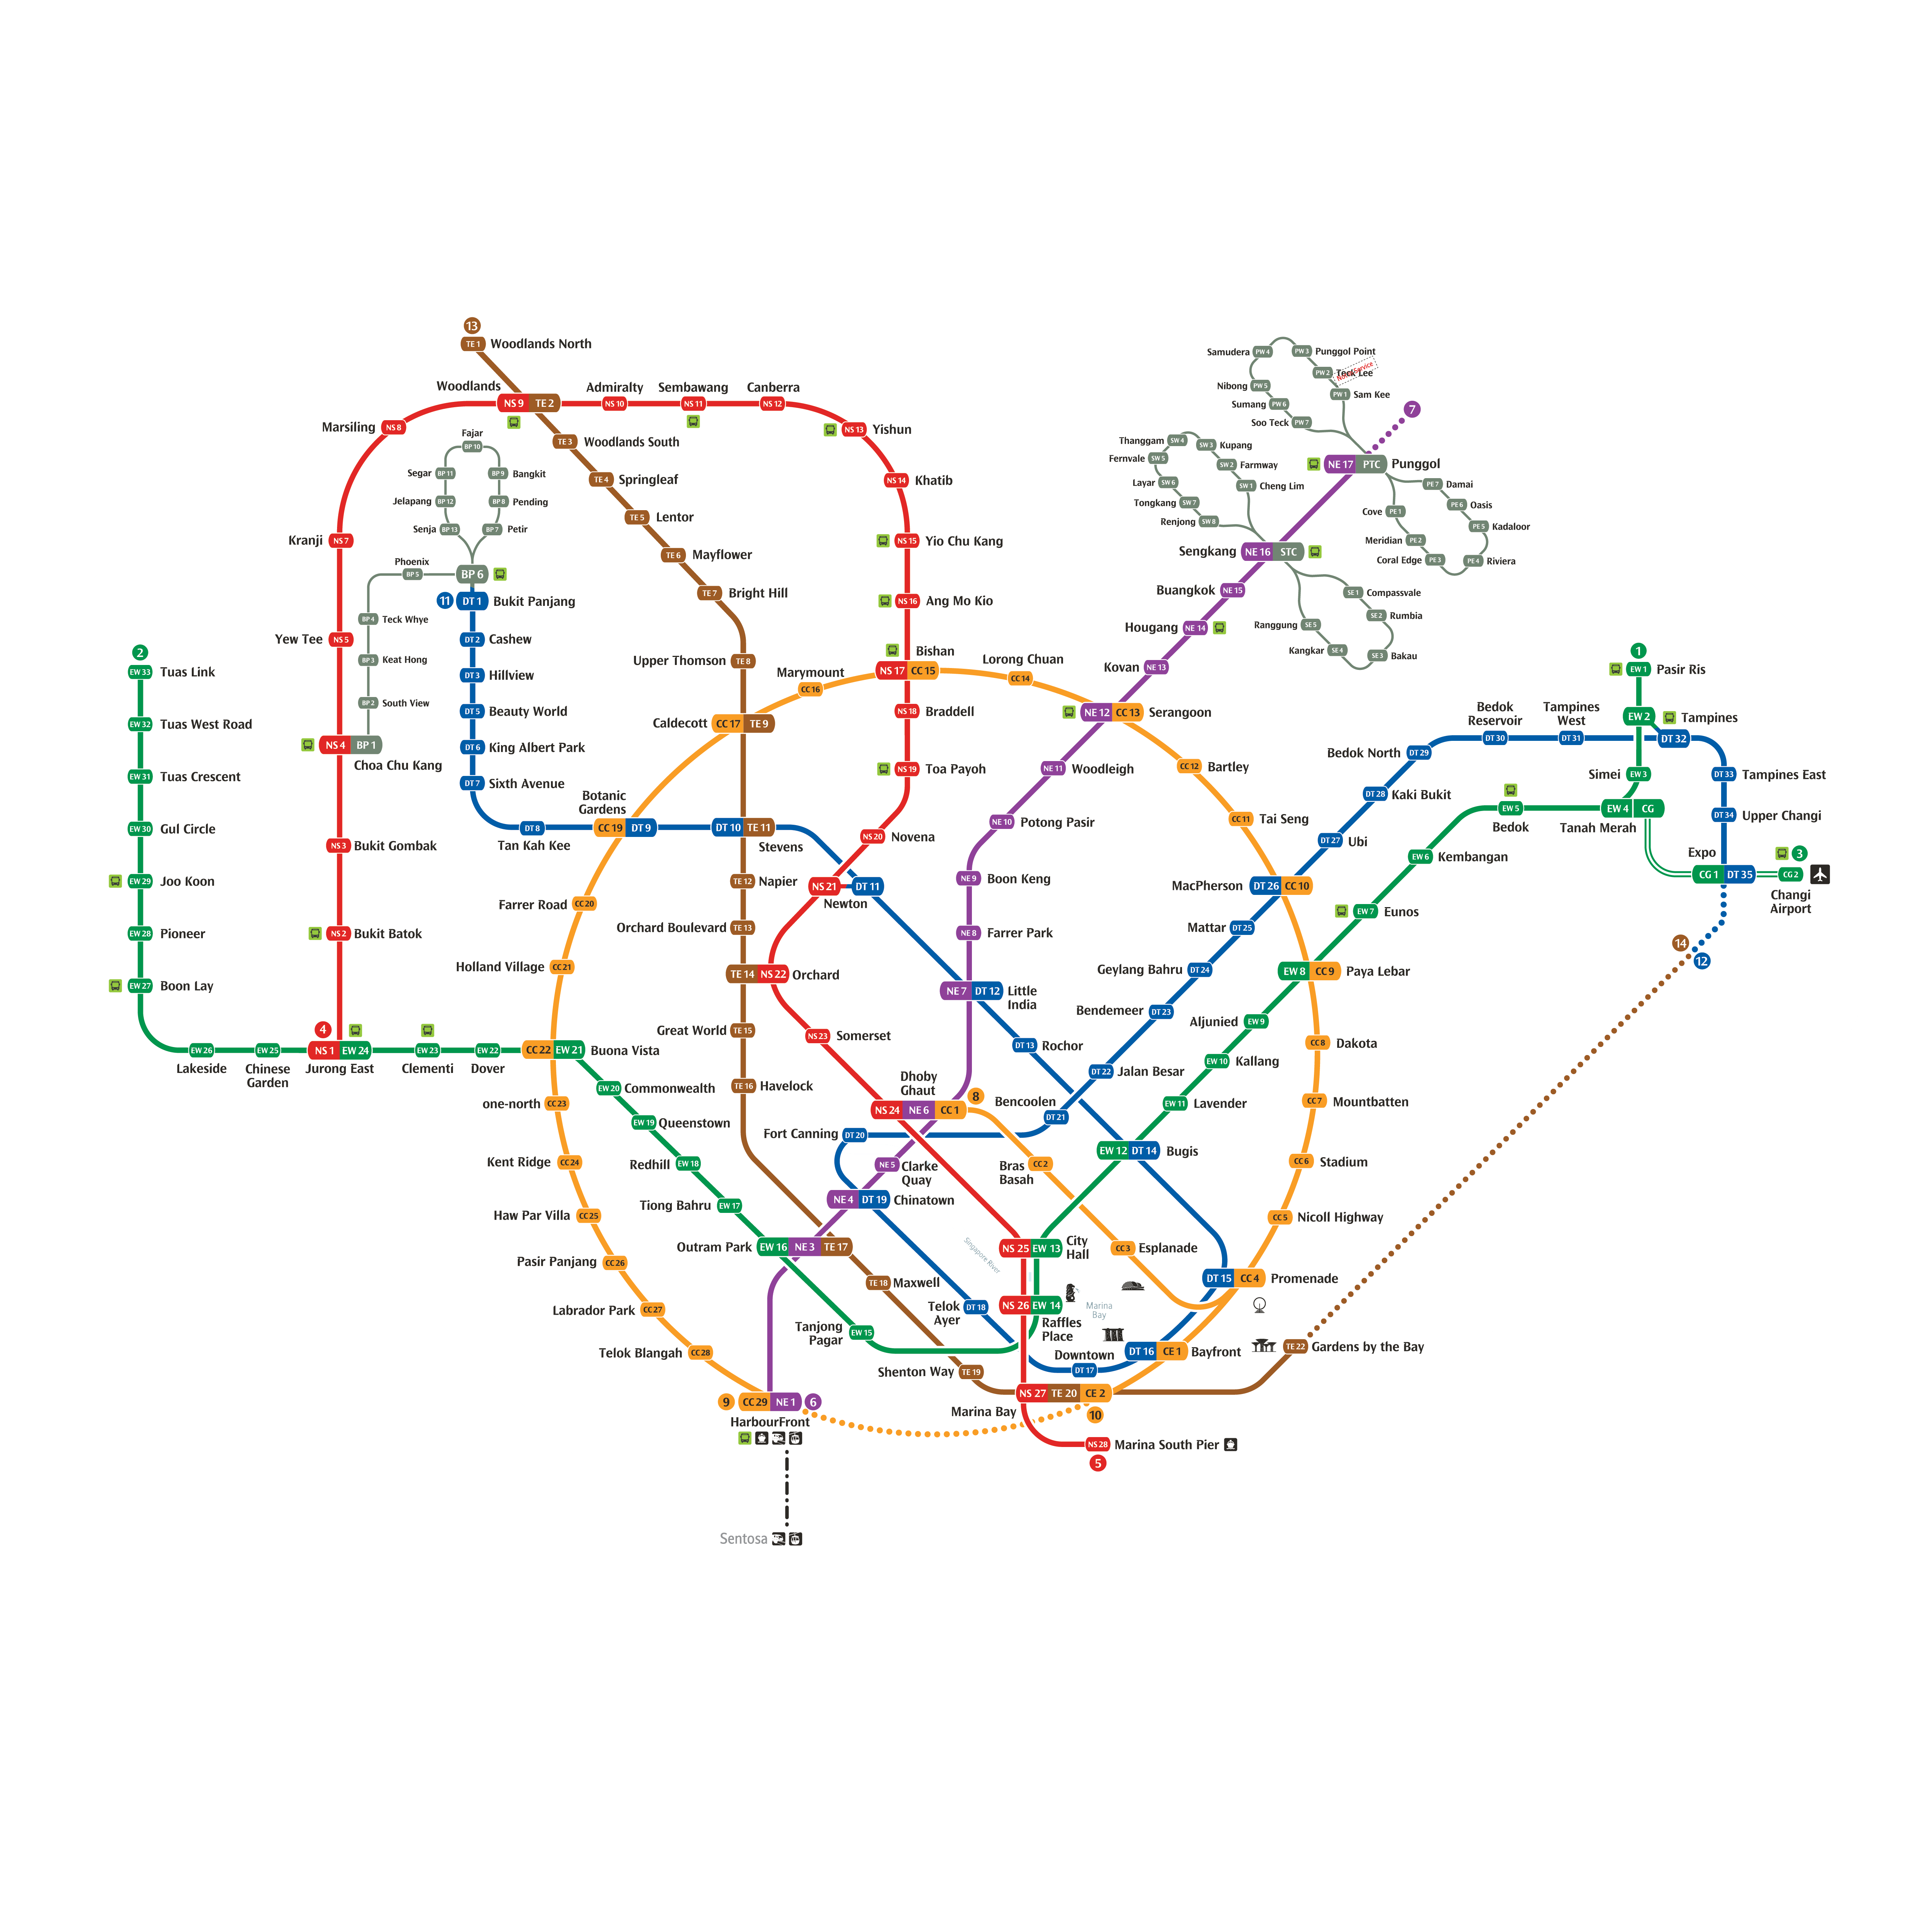 13
TE 1 Woodlands North
Woodlands
NS 9 TE 2
Admiralty
NS 10
Sembawang
NS 11
Canberra
NS 12
Marsiling NS 8
NS 13 Yishun
TE 3 Woodlands South
NS 14 Khatib
TE 4 Springleaf
TE 5 Lentor
Kranji NS 7
NS 15 Yio Chu Kang
TE 6 Mayflower
TE 7 Bright Hill
NS 16 Ang Mo Kio
Fajar
BP 10
Segar BP 11
BP 9 Bangkit
Jelapang BP 12
BP 8 Pending
Senja BP 13
BP 7 Petir
Phoenix
BP 5
BP 6
11 DT 1 Bukit Panjang
BP 4 Teck Whye
Yew Tee NS 5
DT 2 Cashew
BP 3 Keat Hong
DT 3 Hillview
BP 2 South View
DT 5 Beauty World
NS 4 BP 1
Choa Chu Kang
DT 6 King Albert Park
DT 7 Sixth Avenue
DT 8
Tan Kah Kee
Botanic
Gardens
CC 19 DT 9
DT 10 TE 11
Stevens
Upper Thomson TE 8
Marymount
CC 16
Bishan
NS 17 CC 15
Lorong Chuan
CC 14
Caldecott CC 17 TE 9
NS 18 Braddell
NS 19 Toa Payoh
NS 20 Novena
NS 21 DT 11
Newton
Samudera PW 4
PW 3 Punggol Point
PW 2 Teck Lee
Nibong PW 5
PW 1 Sam Kee
Sumang PW 6
Soo Teck PW 7
7
NE 17 PTC Punggol
Thanggam SW 4
SW 3 Kupang
Fernvale SW 5
SW 2 Farmway
Layar SW 6
SW 1 Cheng Lim
Tongkang SW 7
Renjong SW 8
PE 7 Damai
PE 6 Oasis
Cove PE 1
PE 5 Kadaloor
Meridian PE 2
Coral Edge PE 3
PE 4 Riviera
Sengkang NE 16 STC
Buangkok NE 15
SE 1 Compassvale
SE 2 Rumbia
Ranggung SE 5
Kangkar SE 4
SE 3 Bakau
Hougang NE 14
Kovan NE 13
NE 12 CC 13 Serangoon
NE 11 Woodleigh
CC 12 Bartley
NE 10 Potong Pasir
CC 11 Tai Seng
NE 9 Boon Keng
NE 8 Farrer Park
NE 7 DT 12 Little
India
2
EW 33 Tuas Link
EW 32 Tuas West Road
EW 31 Tuas Crescent
EW 30 Gul Circle
EW 29 Joo Koon
EW 28 Pioneer
EW 27 Boon Lay
EW 26
Lakeside
EW 25
Chinese
Garden
4
NS 1 EW 24
Jurong East
EW 23
Clementi
EW 22
Dover
CC 22 EW 21 Buona Vista
NS 3 Bukit Gombak
NS 2 Bukit Batok
Farrer Road CC 20
Holland Village CC 21
TE 12 Napier
Orchard Boulevard TE 13
TE 14 NS 22 Orchard
Great World TE 15
NS 23 Somerset
TE 16 Havelock
EW 20 Commonwealth
EW 19 Queenstown
Redhill EW 18
Tiong Bahru EW 17
Outram Park EW 16 NE 3 TE 17
one-north CC 23
Kent Ridge CC 24
Haw Par Villa CC 25
Pasir Panjang CC 26
Labrador Park CC 27
Telok Blangah CC 28
9 CC 29 NE 1 6
HarbourFront
Sentosa
Dhoby
Ghaut
NS 24 NE 6 CC 1 8
Fort Canning DT 20
Bencoolen
DT 21
DT 13 Rochor
DT 22 Jalan Besar
NE 5 Clarke
Quay
NE 4 DT 19 Chinatown
Bras
Basah
CC 2
EW 12 DT 14 Bugis
Singapore River
NS 25 EW 13 City
Hall
CC 3 Esplanade
TE 18 Maxwell
Telok
Ayer
DT 18
NS 26 EW 14
Raffles
Place
Marina
Bay
Tanjong
Pagar
EW 15
Shenton Way TE 19
Downtown
DT 17
DT 16 CE 1 Bayfront
DT 15 CC 4 Promenade
NS 27 TE 20 CE 2
Marina Bay
10
NS 28 Marina South Pier
5
TE 22 Gardens by the Bay
CC 5 Nicoll Highway
CC 6 Stadium
CC 7 Mountbatten
CC 8 Dakota
EW 11 Lavender
EW 10 Kallang
Aljunied EW 9
EW 8 CC 9 Paya Lebar
Bendemeer DT 23
Geylang Bahru DT 24
Mattar DT 25
MacPherson DT 26 CC 10
DT 27 Ubi
DT 28 Kaki Bukit
Bedok North DT 29
Bedok
Reservoir
DT 30
Tampines
West
DT 31
EW 7 Eunos
EW 6 Kembangan
EW 5
Bedok
EW 4 CG
Tanah Merah
Simei EW 3
1
EW 1 Pasir Ris
EW 2 Tampines
DT 32
DT 33 Tampines East
DT 34 Upper Changi
Expo
CG 1 DT 35
3
CG 2
Changi
Airport
14
12